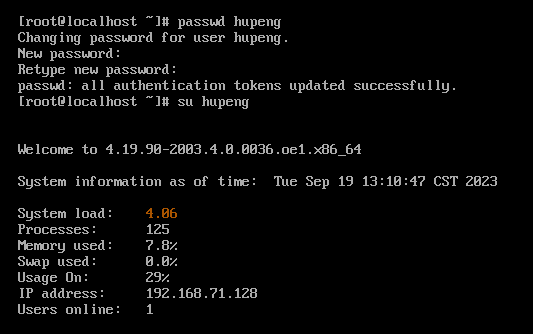 [root@localhost ~]# passwd hupeng
Changing password for user hupeng.
New password:
Retype new password:
passwd: all authentication tokens updated successfully.
[root@localhost ~]# su hupeng
Welcome to 4.19.90-2003.4.0.0036.oe1.x86_64
System information as of time:  Tue Sep 19 13:10:47 CST 2023
System load:    4.06
Processes:      125
Memory used:    7.8%
Swap used:      0.0%
Usage On:       29%
IP address:     192.168.71.128
Users online:   1